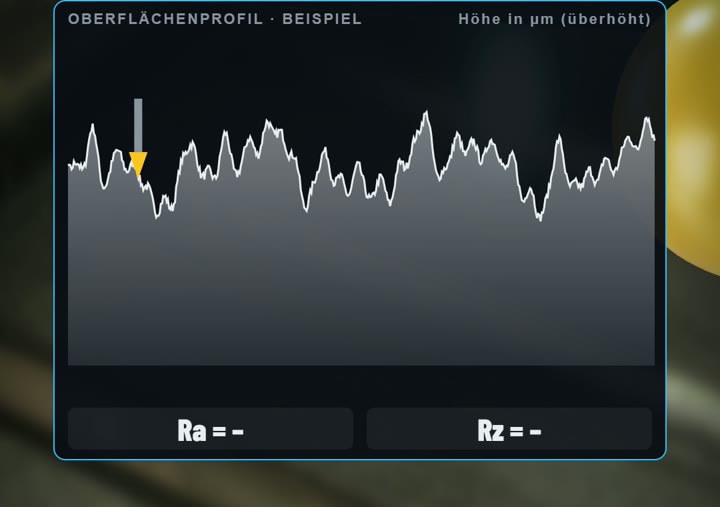 OBERFLÄCHENPROFIL · BEISPIEL
Höhe in µm (überhöht)
Ra = –
Rz = –